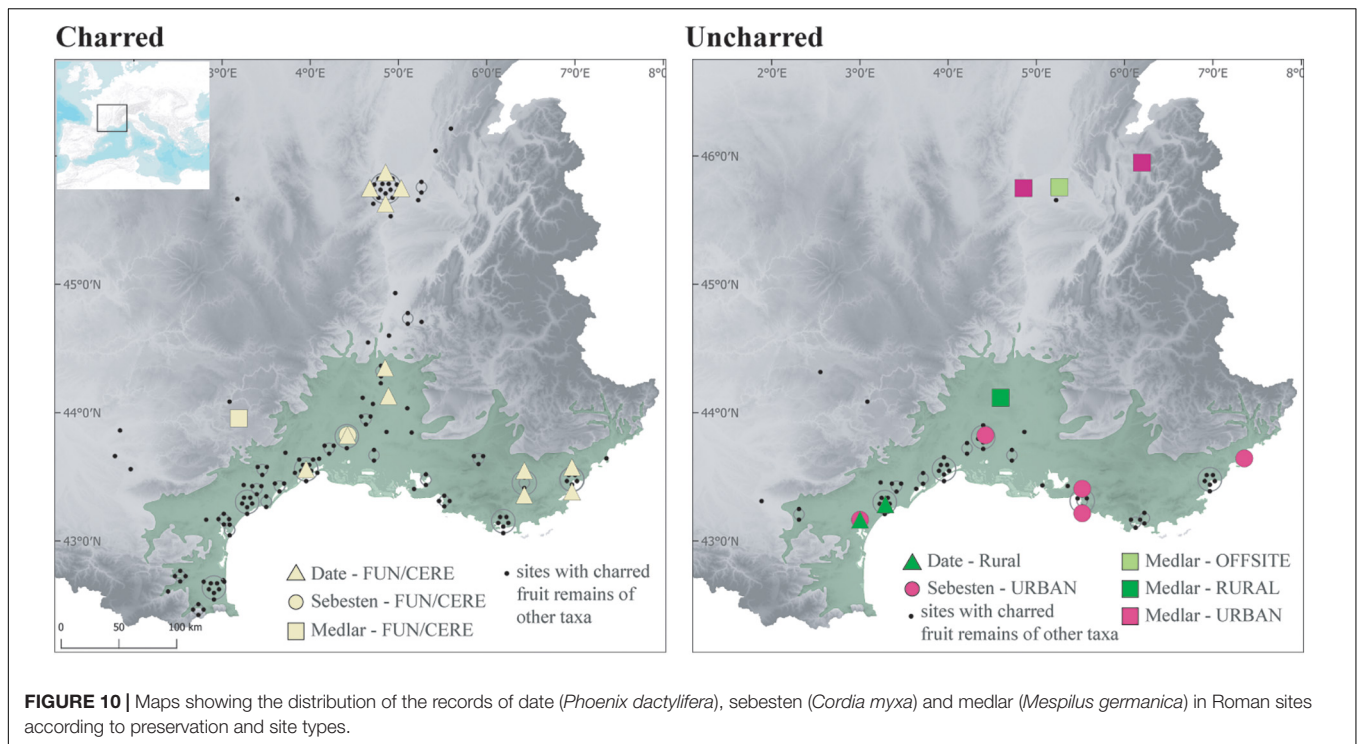 Charred
Uncharred
3°0'E 4°0'E 5°0'E 6°0'E 7°0'E 8°0
2°0'E 3°0'E 4°0'E 5°0'E 6°0'E 7°0'E 8°0
46°0'N
45°0'N
45°0'N
44°0'N
44°0'N
43°0'N
43°0'N
Date - FUN/CERE
Sebesten - FUN/CERE
Medlar - FUN/CERE
sites with charred
fruit remains of
other taxa
0 50 100 km
Date - Rural
Sebesten - URBAN
sites with charred
fruit remains of other taxa
Medlar - OFFSITE
Medlar - RURAL
Medlar - URBAN
FIGURE 10 | Maps showing the distribution of the records of date (Phoenix dactylifera), sebesten (Cordia myxa) and medlar (Mespilus germanica) in Roman sites
according to preservation and site types.